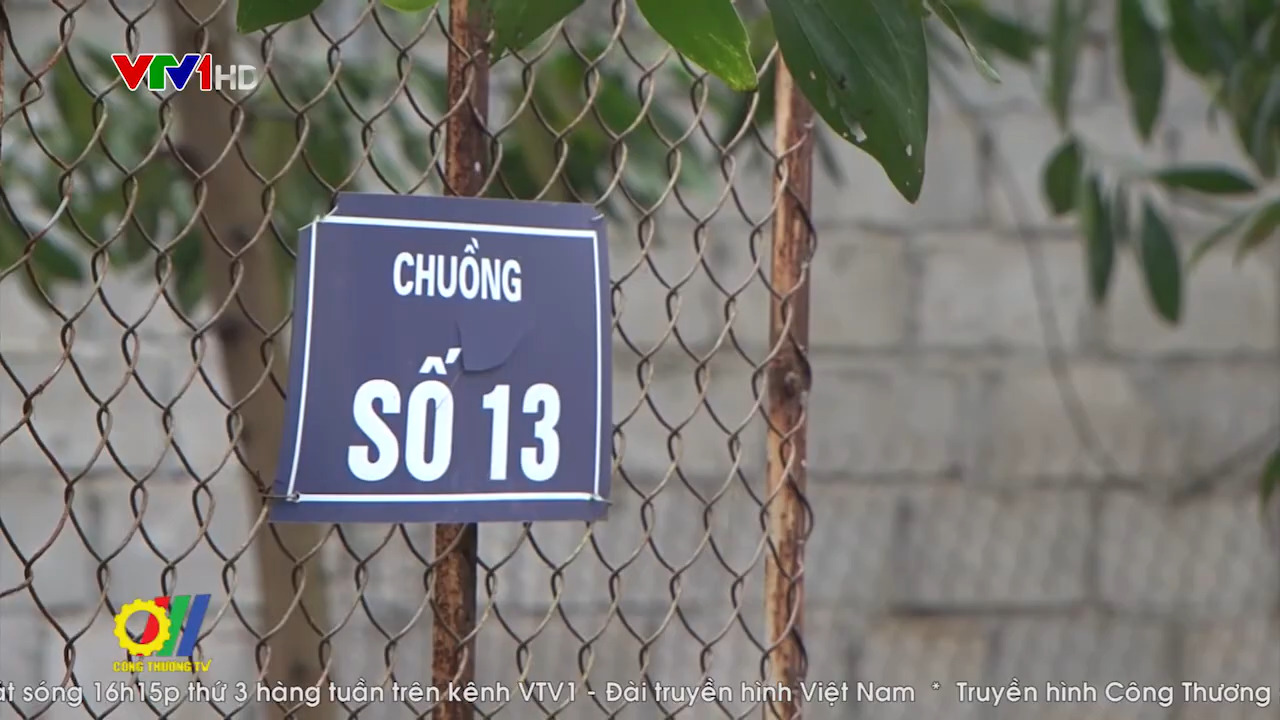 VTV1HD
CHUỒNG
SỐ 13
CÔNG THƯƠNG TV
sóng 16h15p thứ 3 hàng tuần trên kênh VTV1 - Đài truyền hình Việt Nam * Truyền hình Công Thương